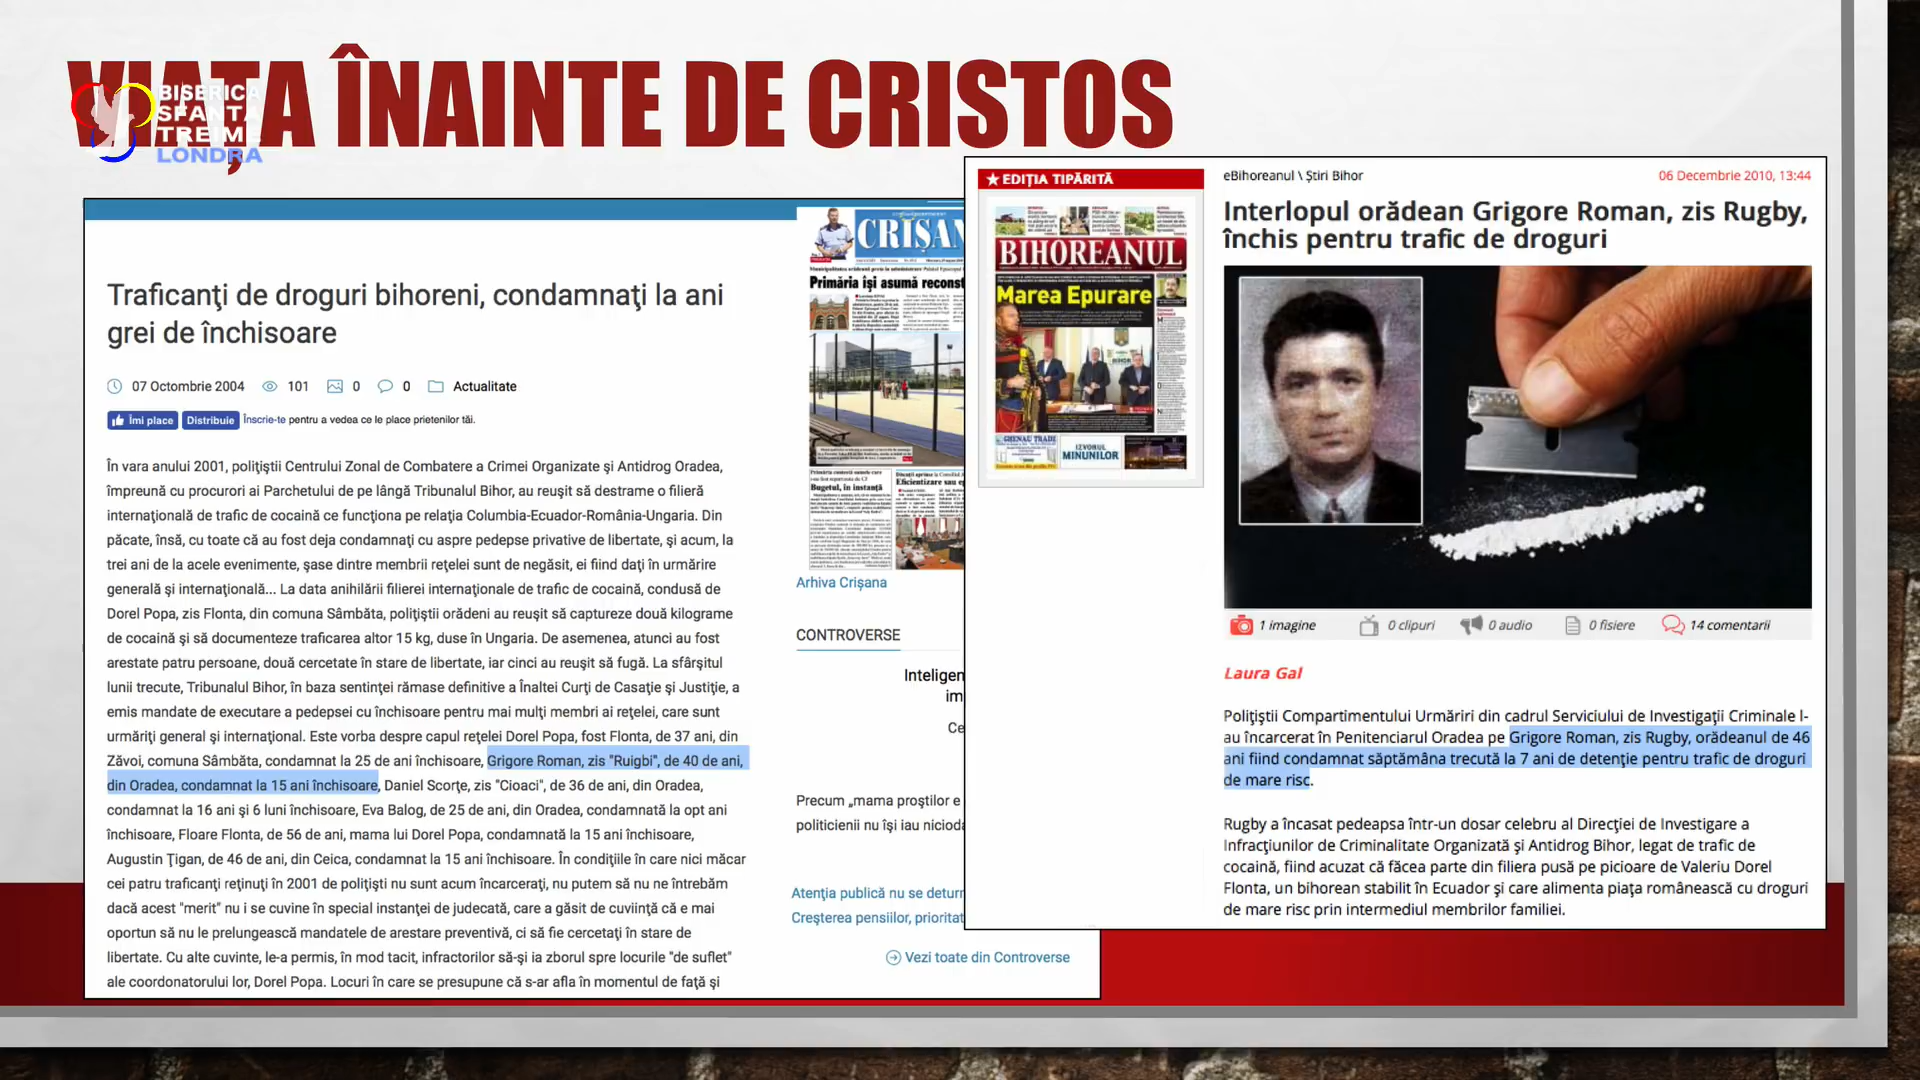 VIAȚA ÎNAINTE DE CRISTOS
BISERICA
SFANTA
TREIME
LONDRA
Traficanţi de droguri bihoreni, condamnaţi la ani
grei de închisoare
07 Octombrie 2004 101 0 0 Actualitate
Îmi place Distribuie Înscrie-te pentru a vedea ce le place prietenilor tăi.
În vara anului 2001, poliţiştii Centrului Zonal de Combatere a Crimei Organizate şi Antidrog Oradea,
împreună cu procurori ai Parchetului de pe lângă Tribunalul Bihor, au reuşit să destrame o filieră
internaţională de trafic de cocaină ce funcţiona pe relaţia Columbia-Ecuador-România-Ungaria. Din
păcate, însă, cu toate că au fost deja condamnaţi cu aspre pedepse privative de libertate, şi acum, la
trei ani de la acele evenimente, şase dintre membrii reţelei sunt de negăsit, ei fiind daţi în urmărire
generală şi internaţională... La data anihilării filierei internaţionale de trafic de cocaină, condusă de
Dorel Popa, zis Flonta, din comuna Sâmbăta, poliţiştii orădeni au reuşit să captureze două kilograme
de cocaină şi să documenteze traficarea altor 15 kg, duse în Ungaria. De asemenea, atunci au fost
arestate patru persoane, două cercetate în stare de libertate, iar cinci au reuşit să fugă. La sfârşitul
lunii trecute, Tribunalul Bihor, în baza sentinţei rămase definitive a Înaltei Curţi de Casaţie şi Justiţie, a
emis mandate de executare a pedepsei cu închisoare pentru mai mulţi membri ai reţelei, care sunt
urmăriţi general şi internaţional. Este vorba despre capul reţelei Dorel Popa, fost Flonta, de 37 ani, din
Zăvoi, comuna Sâmbăta, condamnat la 25 de ani închisoare, Grigore Roman, zis "Ruigbi", de 40 de ani,
din Oradea, condamnat la 15 ani închisoare, Daniel Scorţe, zis "Cioaci", de 36 de ani, din Oradea,
condamnat la 16 ani şi 6 luni închisoare, Eva Balog, de 25 de ani, din Oradea, condamnată la opt ani
închisoare, Floare Flonta, de 56 de ani, mama lui Dorel Popa, condamnată la 15 ani închisoare,
Augustin Ţigan, de 46 de ani, din Ceica, condamnat la 15 ani închisoare. În condiţiile în care nici măcar
cei patru traficanţi reţinuţi în 2001 de poliţişti nu sunt acum încarceraţi, nu putem să nu ne întrebăm
dacă acest "merit" nu i se cuvine în special instanţei de judecată, care a găsit de cuviinţă că e mai
oportun să nu le prelungească mandatele de arestare preventivă, ci să fie cercetaţi în stare de
libertate. Cu alte cuvinte, le-a permis, în mod tacit, infractorilor să-şi ia zborul spre locurile "de suflet"
ale coordonatorului lor, Dorel Popa. Locuri în care se presupune că s-ar afla în momentul de faţă şi
CRIŞAN
Primăria îşi asumă reconst
Bugetul, în instanţă
Eficientizare sau ep
Arhiva Crişana
CONTROVERSE
Inteligen
im
Ce
Precum „mama proştilor e
politicienii nu îşi iau nicioda
Atenţia publică nu se deturn
Creşterea pensiilor, priorita
Vezi toate din Controverse
EDIŢIA TIPĂRITĂ
BIHOREANUL
Marea Epurare
GHENAU TRADE
IZVORUL
MINUNILOR
eBihoreanul \ Ştiri Bihor 06 Decembrie 2010, 13:44
Interlopul orădean Grigore Roman, zis Rugby,
închis pentru trafic de droguri
1 imagine 0 clipuri 0 audio 0 fisiere 14 comentarii
Laura Gal
Poliţiştii Compartimentului Urmăriri din cadrul Serviciului de Investigaţii Criminale l-
au încarcerat în Penitenciarul Oradea pe Grigore Roman, zis Rugby, orădeanul de 46
ani fiind condamnat săptămâna trecută la 7 ani de detenţie pentru trafic de droguri
de mare risc.
Rugby a încasat pedeapsa într-un dosar celebru al Direcţiei de Investigare a
Infracţiunilor de Criminalitate Organizată şi Antidrog Bihor, legat de trafic de
cocaină, fiind acuzat că făcea parte din filiera pusă pe picioare de Valeriu Dorel
Flonta, un bihorean stabilit în Ecuador şi care alimenta piaţa românească cu droguri
de mare risc prin intermediul membrilor familiei.